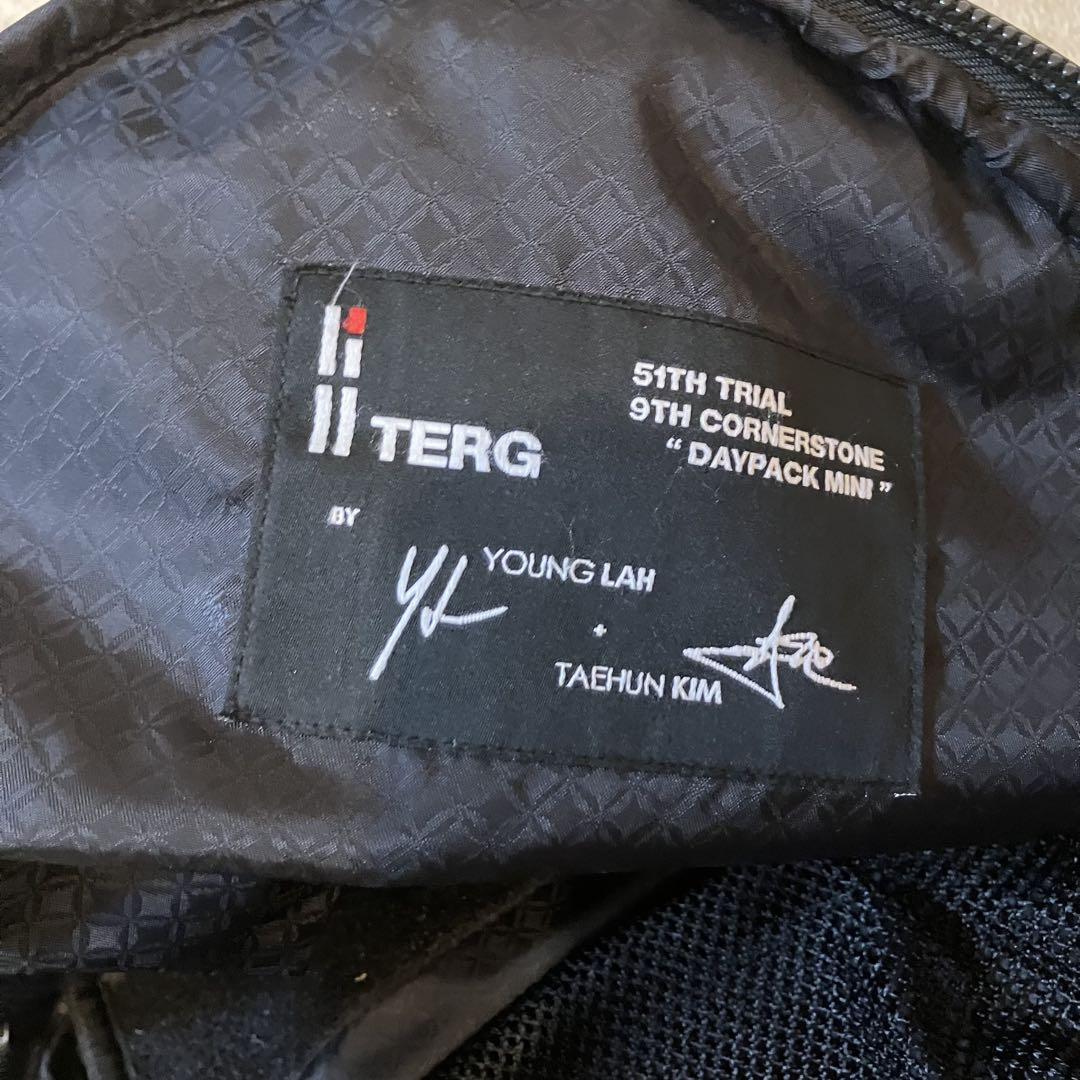 TERG
51TH TRIAL
9TH CORNERSTONE
“ DAYPACK MINI ”
BY
YOUNG LAH
+
TAEHUN KIM